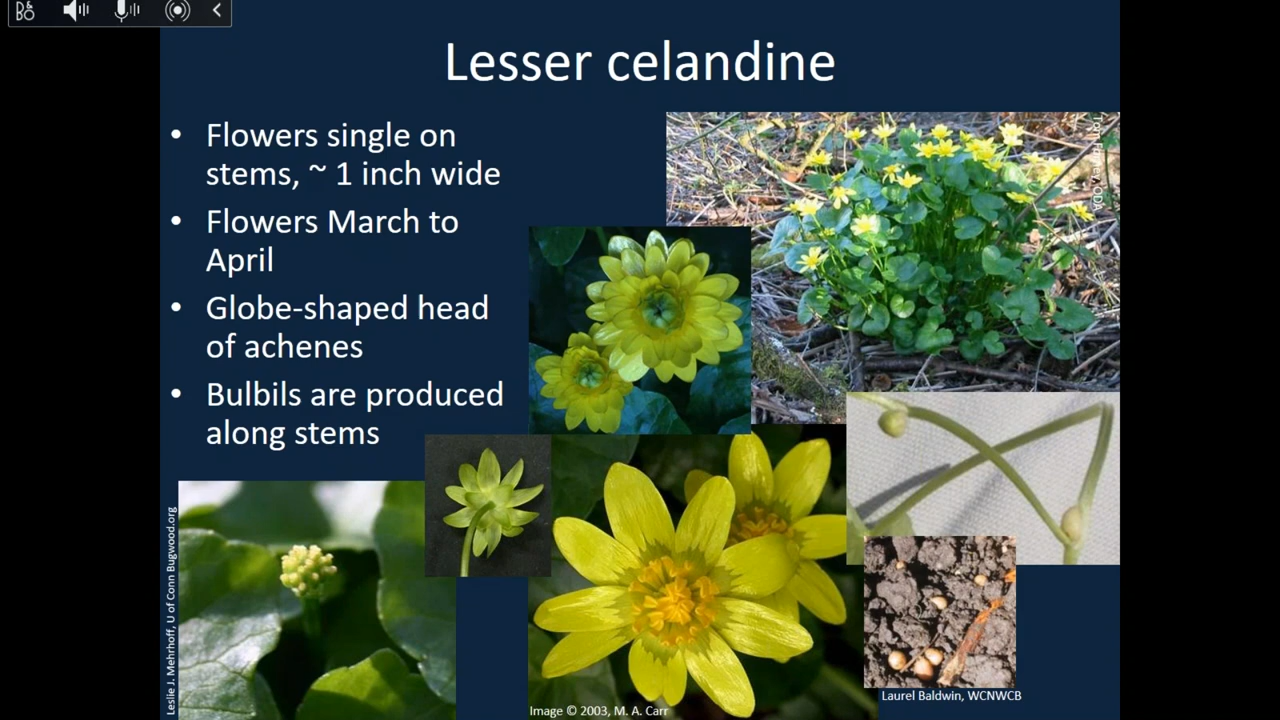 Lesser celandine
• Flowers single on
stems, ~ 1 inch wide
• Flowers March to
April
• Globe-shaped head
of achenes
• Bulbils are produced
along stems
Leslie J. Mehrhoff, U of Conn Bugwood.org
Image © 2003, M. A. Carr
Laurel Baldwin, WCNWCB